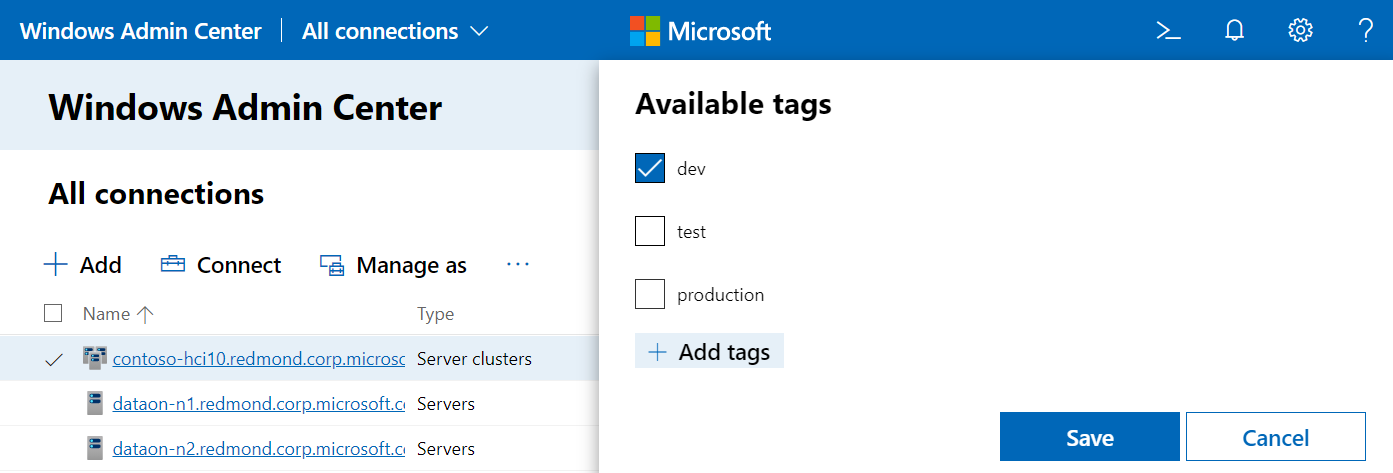 Windows Admin Center All connections Microsoft
Windows Admin Center
All connections
Add Connect Manage as ...
Name Type
contoso-hci10.redmond.corp.microsc Server clusters
dataon-n1.redmond.corp.microsoft.c Servers
dataon-n2.redmond.corp.microsoft.c Servers
Available tags
dev
test
production
Add tags
Save Cancel